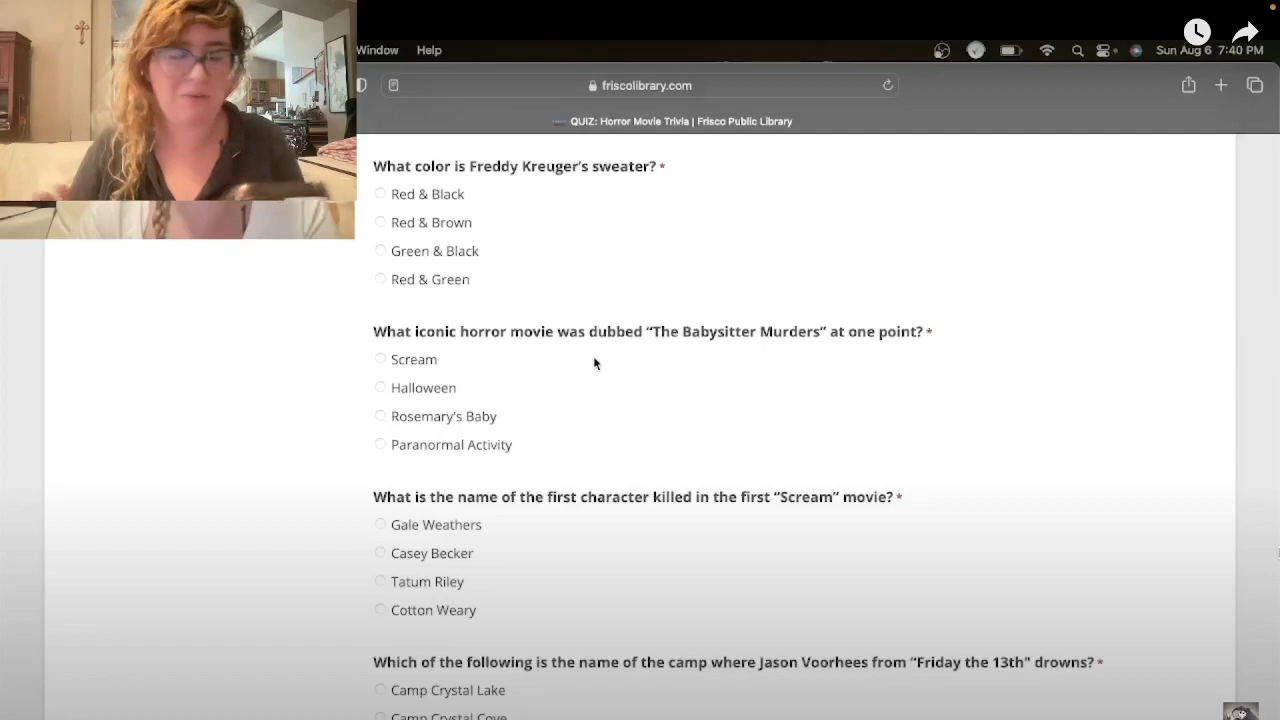 Window Help Sun Aug 6 7:40 PM
friscolibrary.com
QUIZ: Horror Movie Trivia | Frisco Public Library
What color is Freddy Kreuger's sweater? *
Red & Black
Red & Brown
Green & Black
Red & Green
What iconic horror movie was dubbed “The Babysitter Murders” at one point? *
Scream
Halloween
Rosemary's Baby
Paranormal Activity
What is the name of the first character killed in the first “Scream” movie? *
Gale Weathers
Casey Becker
Tatum Riley
Cotton Weary
Which of the following is the name of the camp where Jason Voorhees from “Friday the 13th" drowns? *
Camp Crystal Lake
Camp Crystal Cove